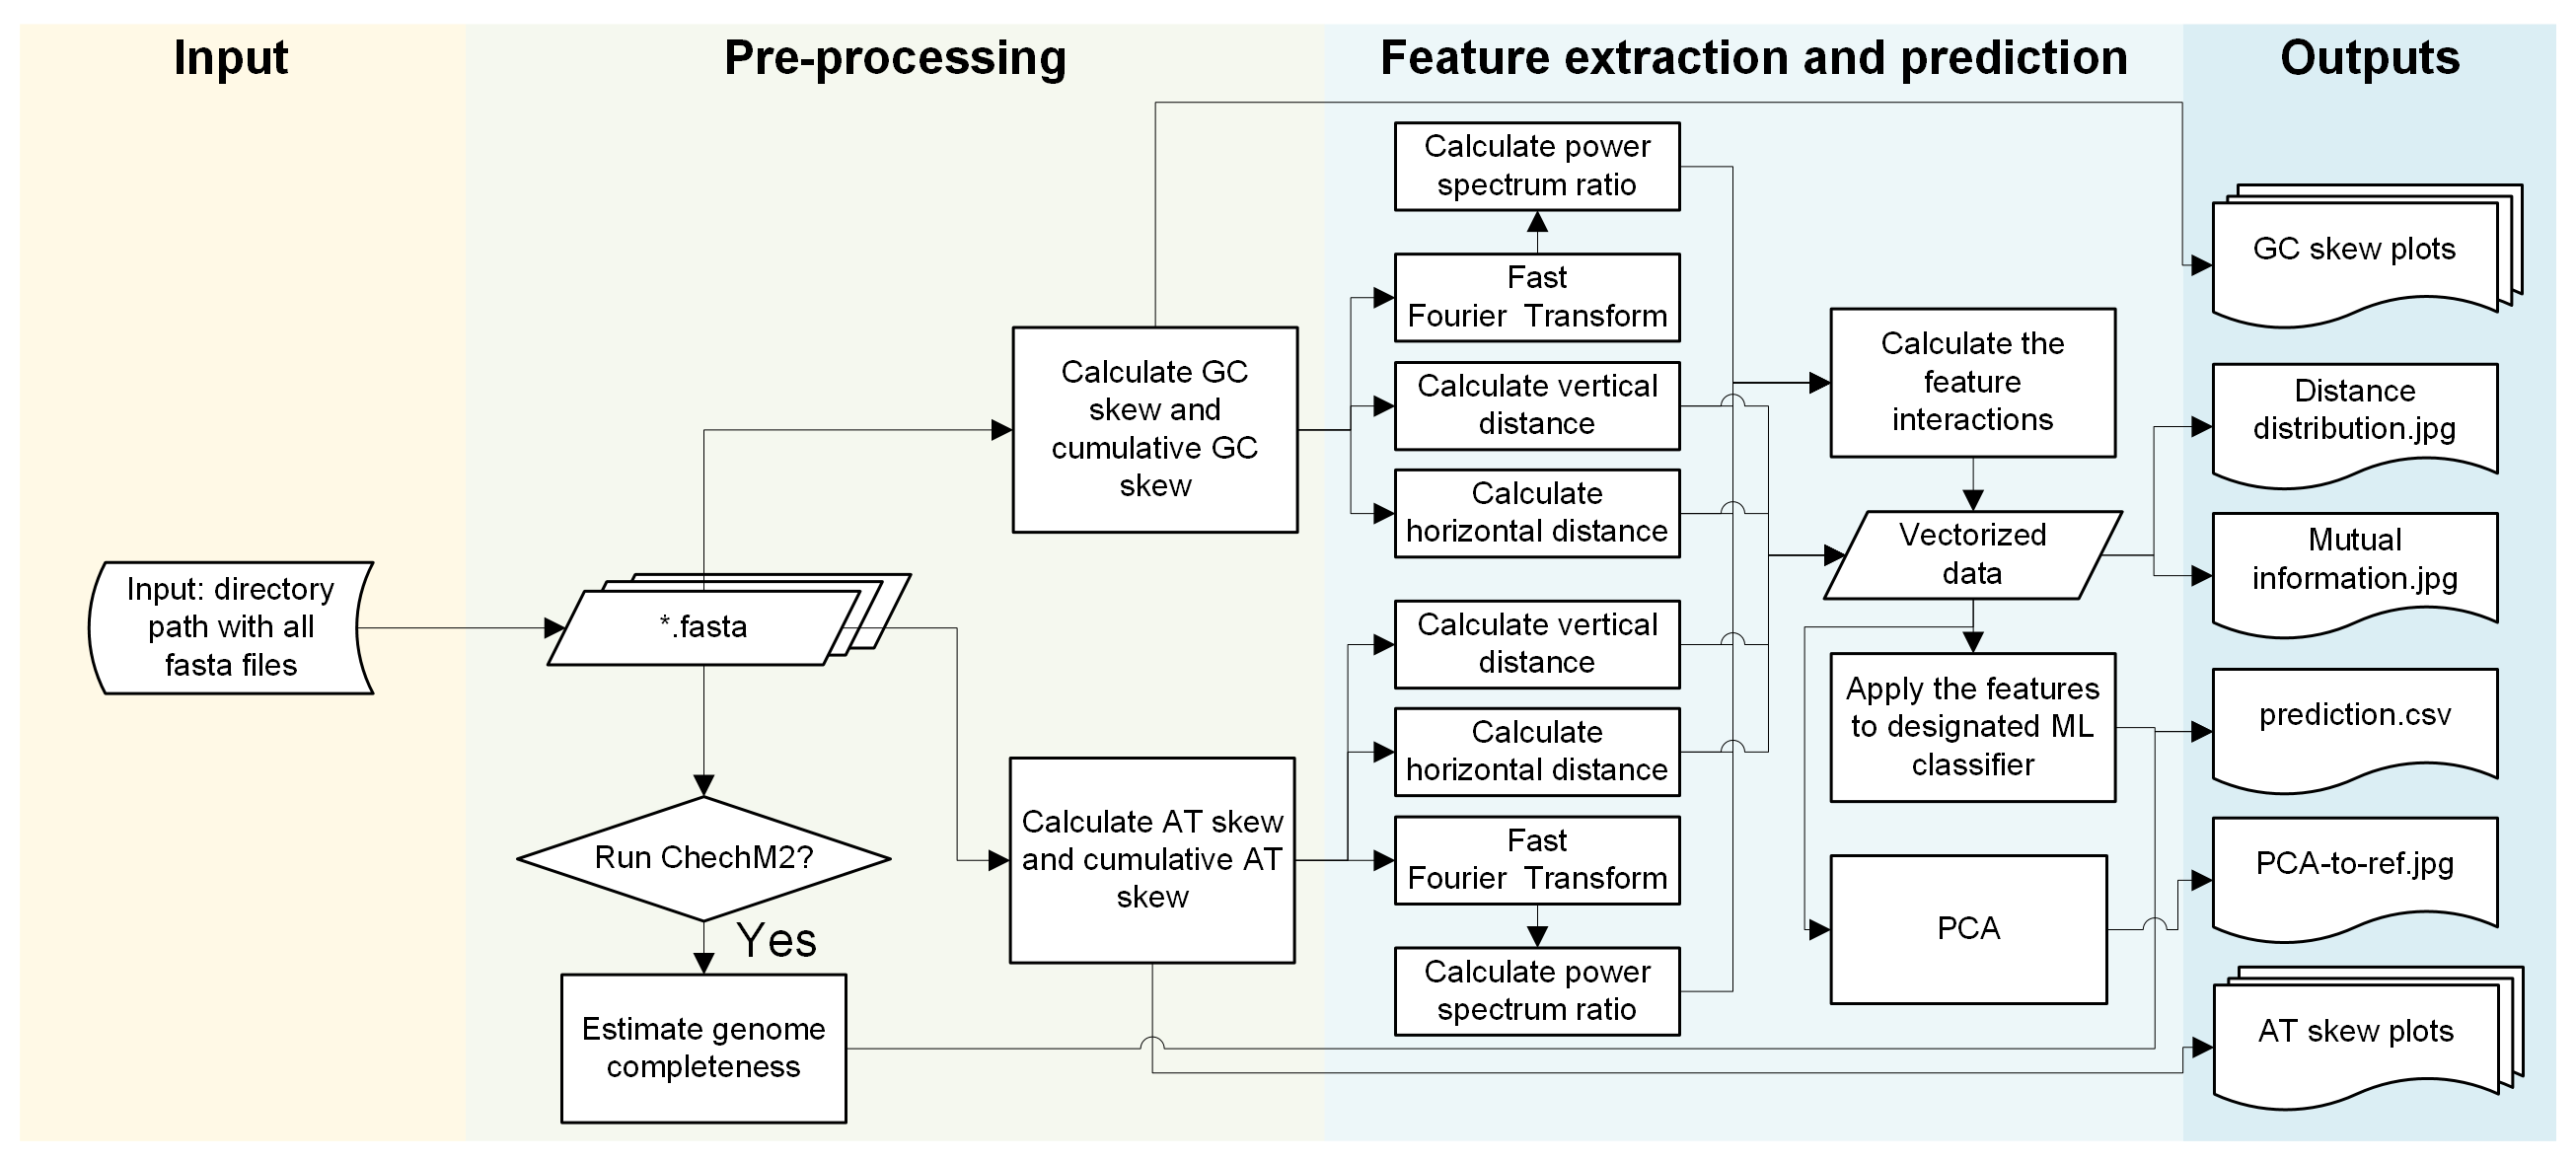 Input
Pre-processing
Feature extraction and prediction
Outputs
Input: directory
path with all
fasta files
*.fasta
Run ChechM2?
Yes
Estimate genome
completeness
Calculate GC
skew and
cumulative GC
skew
Calculate AT skew
and cumulative AT
skew
Calculate power
spectrum ratio
Fast
Fourier  Transform
Calculate vertical
distance
Calculate
horizontal distance
Calculate vertical
distance
Calculate
horizontal distance
Fast
Fourier  Transform
Calculate power
spectrum ratio
Calculate the
feature
interactions
Vectorized
data
Apply the features
to designated ML
classifier
PCA
GC skew plots
Distance
distribution.jpg
Mutual
information.jpg
prediction.csv
PCA-to-ref.jpg
AT skew plots